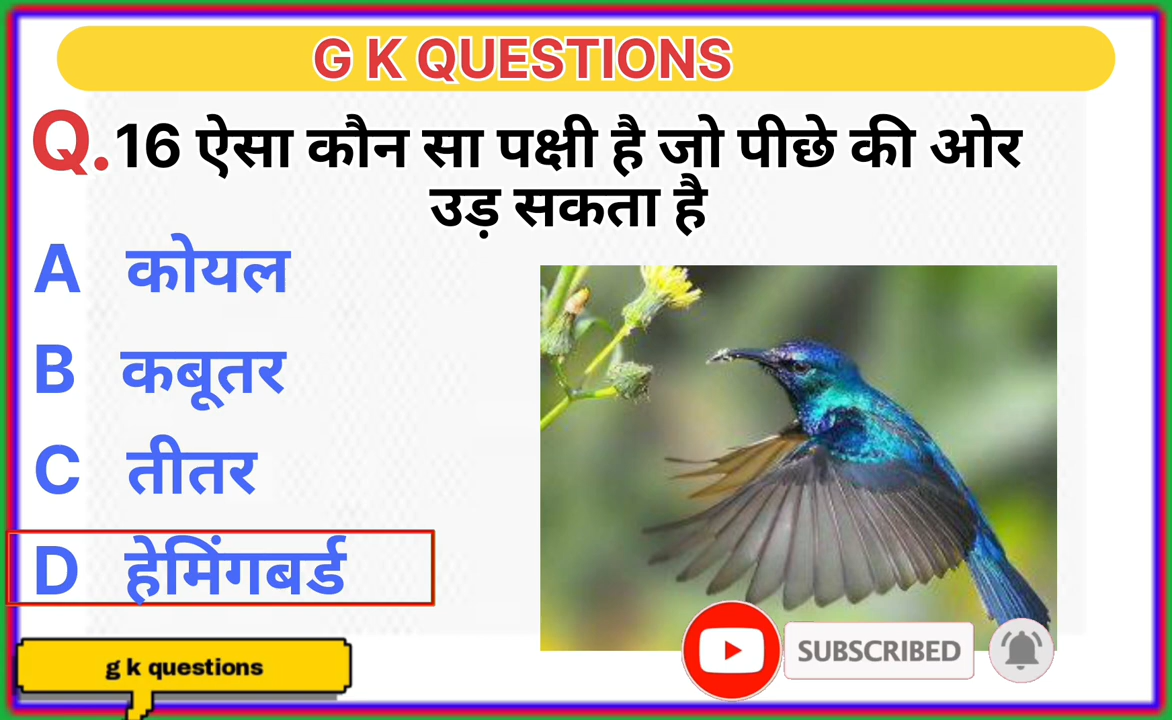 G K QUESTIONS
Q.16 ऐसा कौन सा पक्षी है जो पीछे की ओर
उड़ सकता है
A कोयल
B कबूतर
C तीतर
D हेमिंगबर्ड
SUBSCRIBED
g k questions